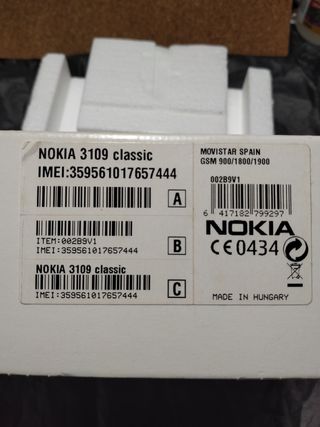 NOKIA 3109 classic
IMEI:359561017657444
A
ITEM:002B9V1
IMEI:359561017657444
B
NOKIA 3109 classic
IMEI:359561017657444
C
MOVISTAR SPAIN
GSM 900/1800/1900
002B9V1
6 417182 799297
NOKIA
CE0434
MADE IN HUNGARY